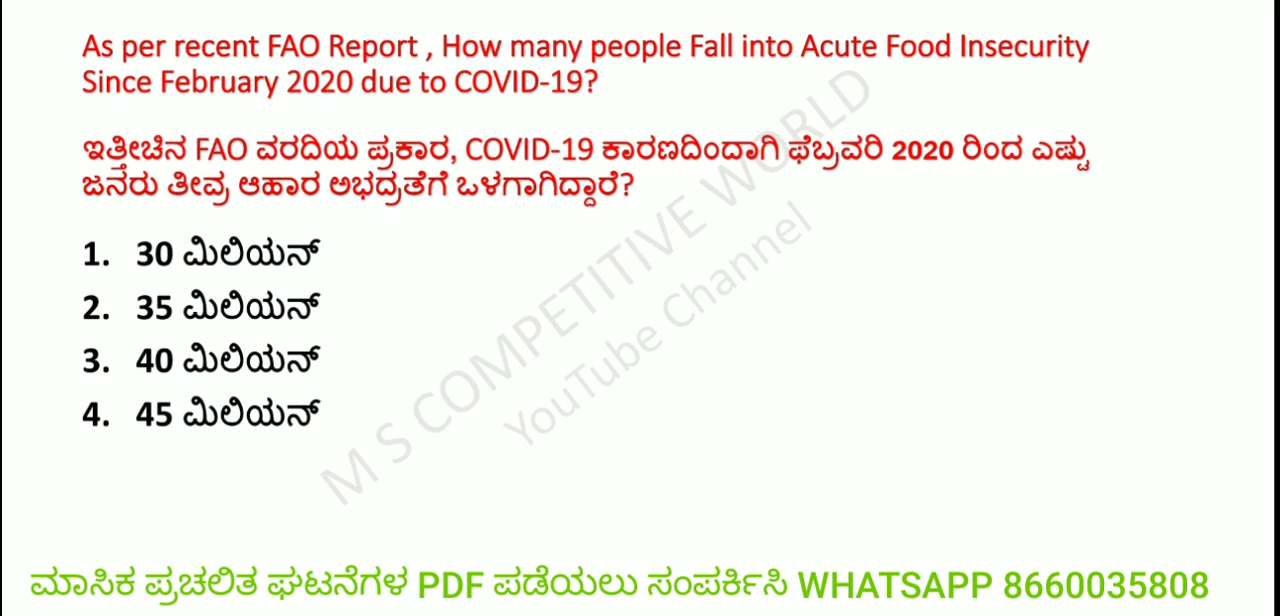 As per recent FAO Report , How many people Fall into Acute Food Insecurity
Since February 2020 due to COVID-19?
ಇತ್ತೀಚಿನ FAO ವರದಿಯ ಪ್ರಕಾರ, COVID-19 ಕಾರಣದಿಂದಾಗಿ ಫೆಬ್ರವರಿ 2020 ರಿಂದ ಎಷ್ಟು
ಜನರು ತೀವ್ರ ಆಹಾರ ಅಭದ್ರತೆಗೆ ಒಳಗಾಗಿದ್ದಾರೆ?
1. 30 ಮಿಲಿಯನ್
2. 35 ಮಿಲಿಯನ್
3. 40 ಮಿಲಿಯನ್
4. 45 ಮಿಲಿಯನ್
M S COMPETITIVE WORLD
YouTube Channel
ಮಾಸಿಕ ಪ್ರಚಲಿತ ಘಟನೆಗಳ PDF ಪಡೆಯಲು ಸಂಪರ್ಕಿಸಿ WHATSAPP 8660035808